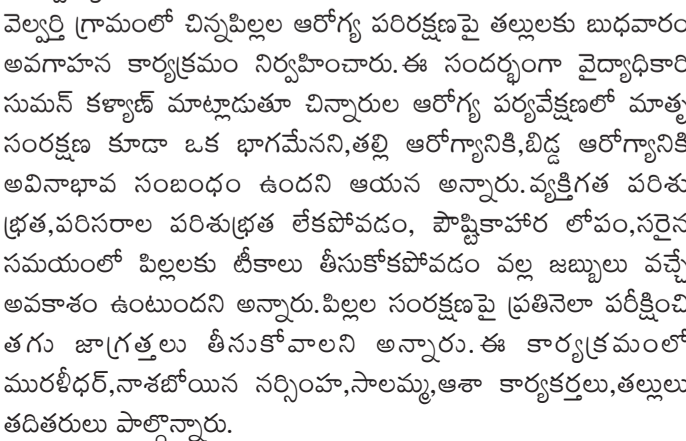 వెల్వర్తి గ్రామంలో చిన్నపిల్లల ఆరోగ్య పరిరక్షణపై తల్లులకు బుధవారం
అవగాహన కార్యక్రమం నిర్వహించారు.ఈ సందర్భంగా వైద్యాధికారి
సుమన్ కళ్యాణ్ మాట్లాడుతూ చిన్నారుల ఆరోగ్య పర్యవేక్షణలో మాతృ
సంరక్షణ కూడా ఒక భాగమేనని,తల్లి ఆరోగ్యానికి,బిడ్డ ఆరోగ్యానికి
అవినాభావ సంబంధం ఉందని ఆయన అన్నారు.వ్యక్తిగత పరిశు
భ్రత,పరిసరాల పరిశుభ్రత లేకపోవడం, పౌష్టికాహార లోపం,సరైన
సమయంలో పిల్లలకు టీకాలు తీసుకోకపోవడం వల్ల జబ్బులు వచ్చే
అవకాశం ఉంటుందని అన్నారు.పిల్లల సంరక్షణపై ప్రతినెలా పరీక్షించి
తగు జాగ్రత్తలు తీసుకోవాలని అన్నారు.ఈ కార్యక్రమంలో
మురళీధర్,నాశబోయిన నర్సింహ,సాలమ్మ,ఆశా కార్యకర్తలు,తల్లులు
తదితరులు పాల్గొన్నారు.